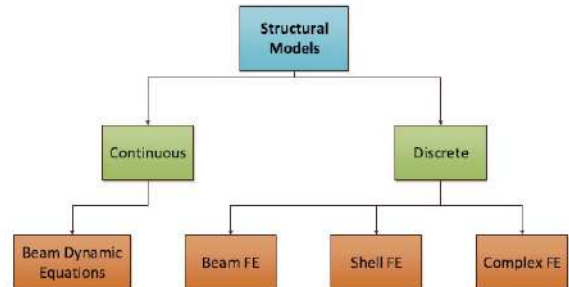 Structural
Models
Continuous
Discrete
Beam Dynamic
Equations
Beam FE
Shell FE
Complex FE